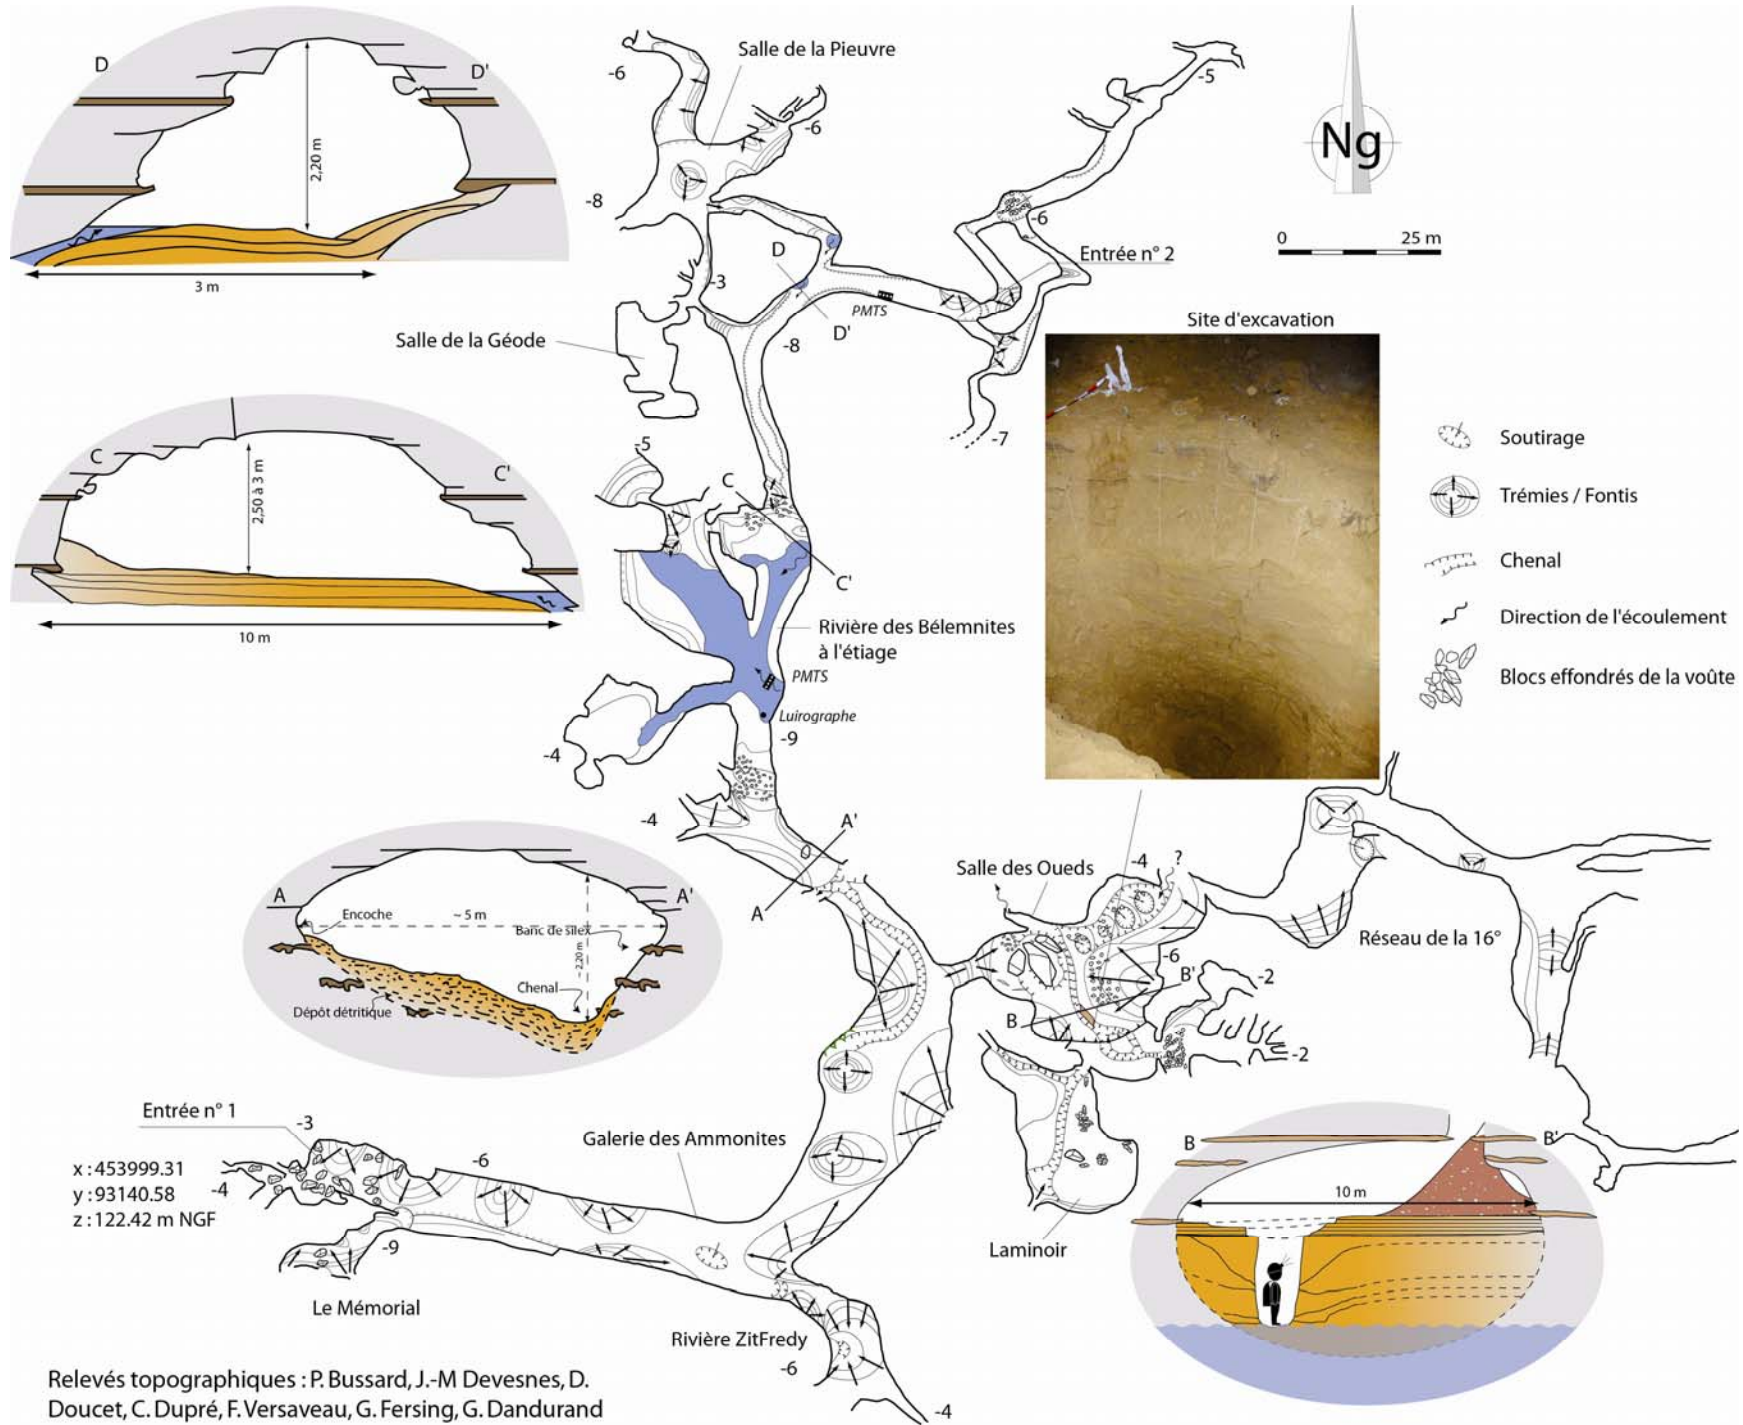 D
D'
2,20 m
3 m
-6
Salle de la Pieuvre
-6
-5
-8
-6
Ng
0 25 m
D
-3
PMTS
Entrée n° 2
D'
-8
Salle de la Géode
-7
Site d'excavation
C
C'
2,50 à 3 m
10 m
-5
C
C'
Rivière des Bélemnites
à l'étiage
PMTS
Luirographe
-9
-4
Soutirage
Trémies / Fontis
Chenal
Direction de l'écoulement
Blocs effondrés de la voûte
-4
A'
A
A
A'
Encoche
~ 5 m
Banc de silex
~ 2,20 m
Chenal
Dépôt détritique
Salle des Oueds
-4
?
-6
B'
-2
B
-2
Réseau de la 16°
Laminoir
Entrée n° 1
-3
x : 453999.31
y : 93140.58
z : 122.42 m NGF
-4
-6
Galerie des Ammonites
-9
Le Mémorial
Rivière ZitFredy
-6
-4
B
B'
10 m
Relevés topographiques : P. Bussard, J.-M Devesnes, D.
Doucet, C. Dupré, F. Versaveau, G. Fersing, G. Dandurand